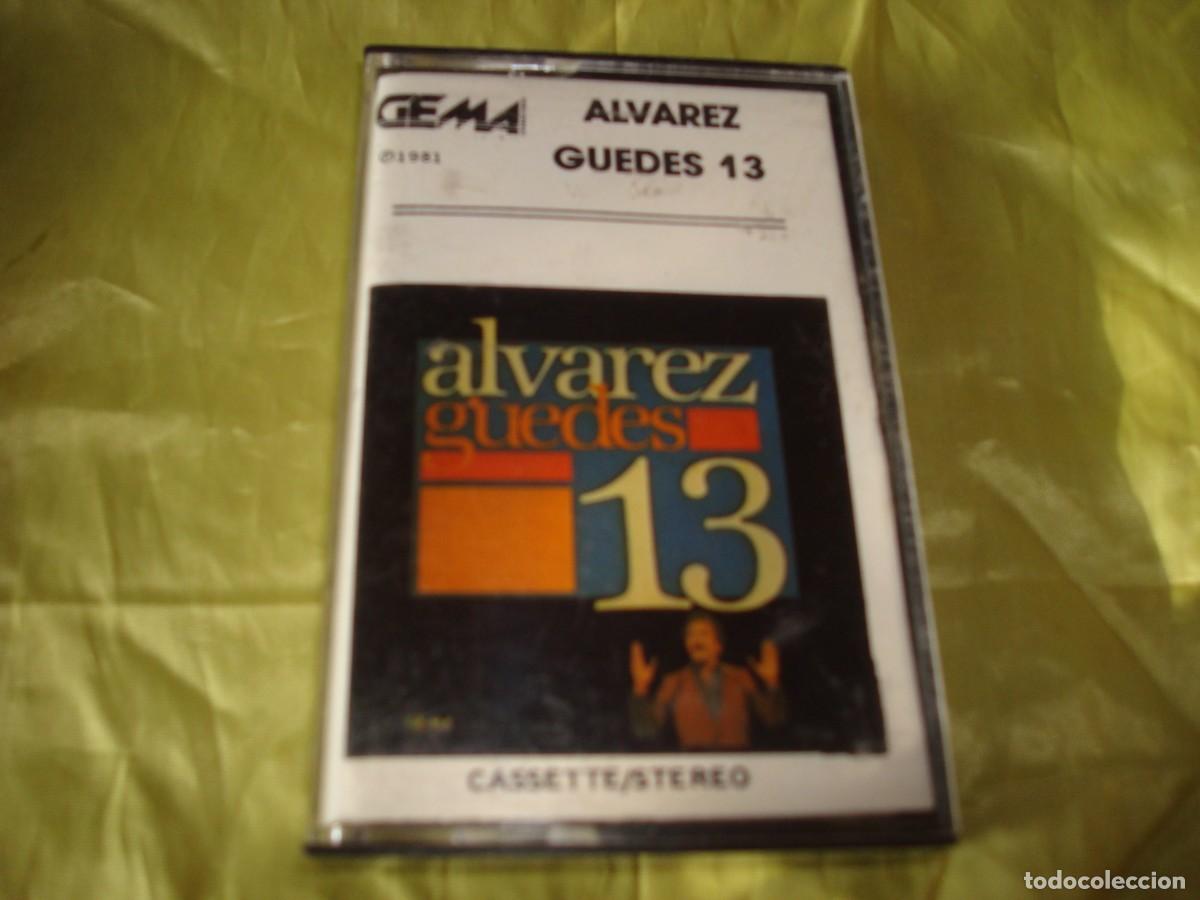 GEMA
ALVAREZ
℗1981
GUEDES 13
alvarez
guedes
13
CASSETTE/STEREO
todocoleccion